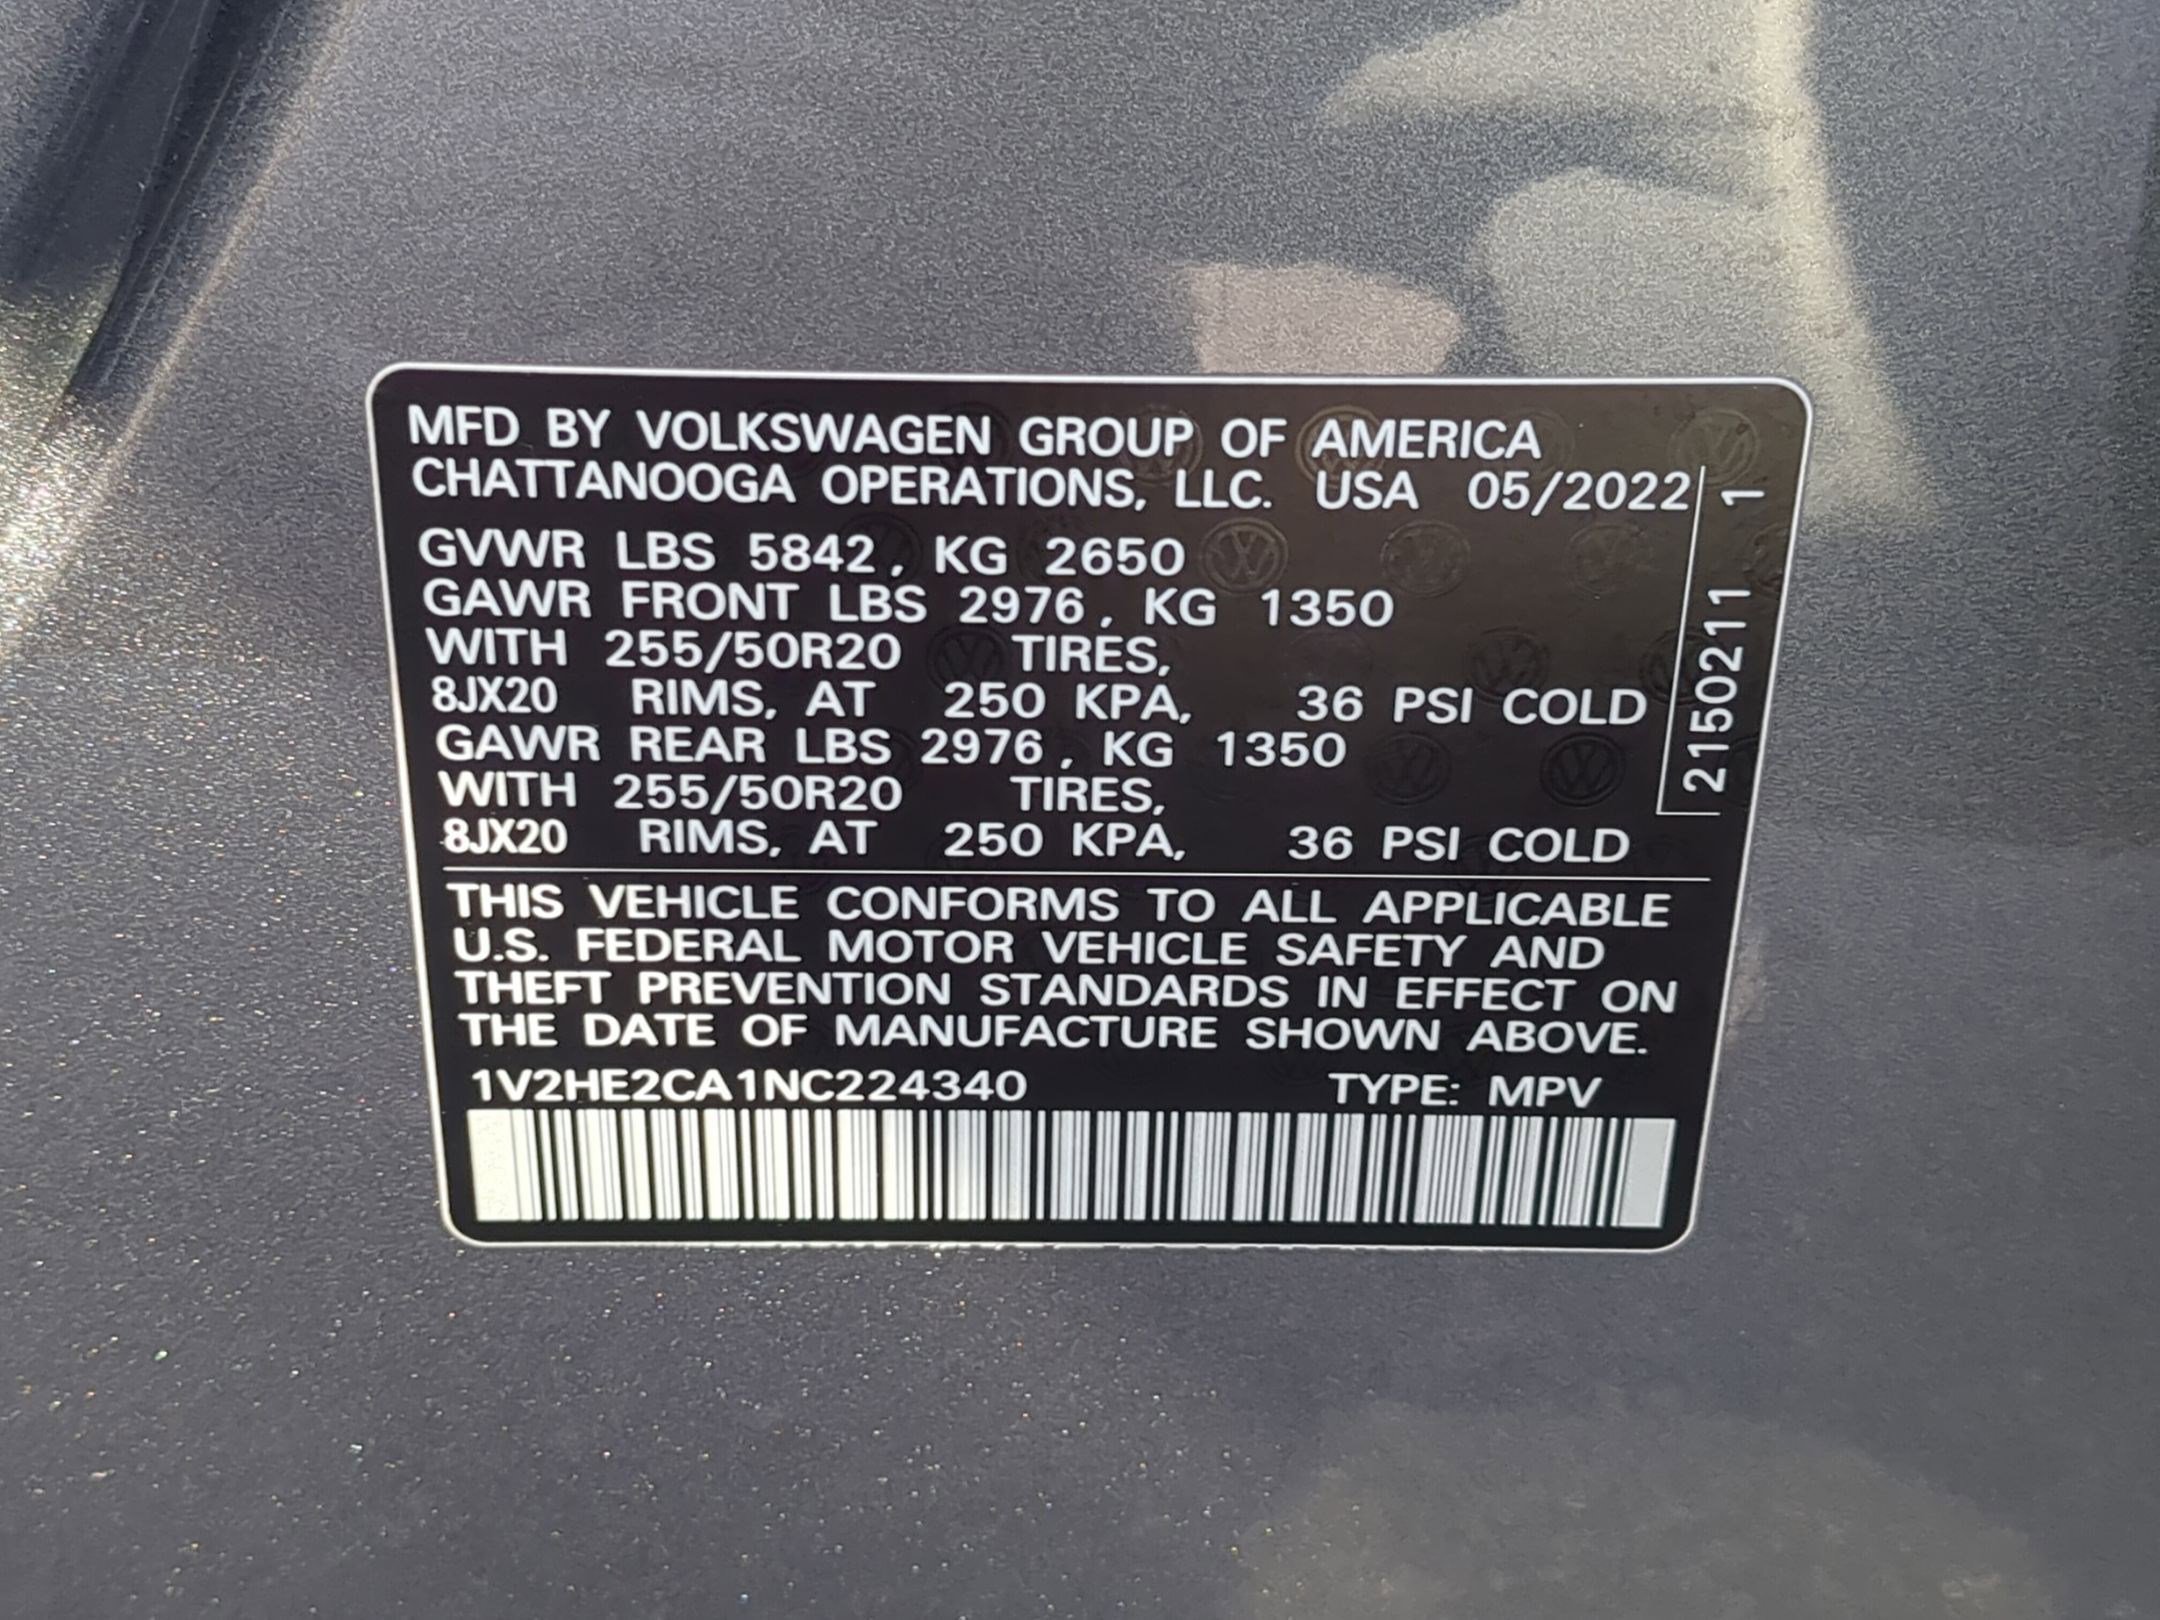 MFD BY VOLKSWAGEN GROUP OF AMERICA
CHATTANOOGA OPERATIONS, LLC. USA 05/2022
GVWR LBS 5842, KG 2650
GAWR FRONT LBS 2976, KG 1350
WITH 255/50R20 TIRES,
8JX20 RIMS, AT 250 KPA, 36 PSI COLD
GAWR REAR LBS 2976, KG 1350
WITH 255/50R20 TIRES,
8JX20 RIMS, AT 250 KPA, 36 PSI COLD
2150211 1
THIS VEHICLE CONFORMS TO ALL APPLICABLE
U.S. FEDERAL MOTOR VEHICLE SAFETY AND
THEFT PREVENTION STANDARDS IN EFFECT ON
THE DATE OF MANUFACTURE SHOWN ABOVE.
1V2HE2CA1NC224340 TYPE: MPV